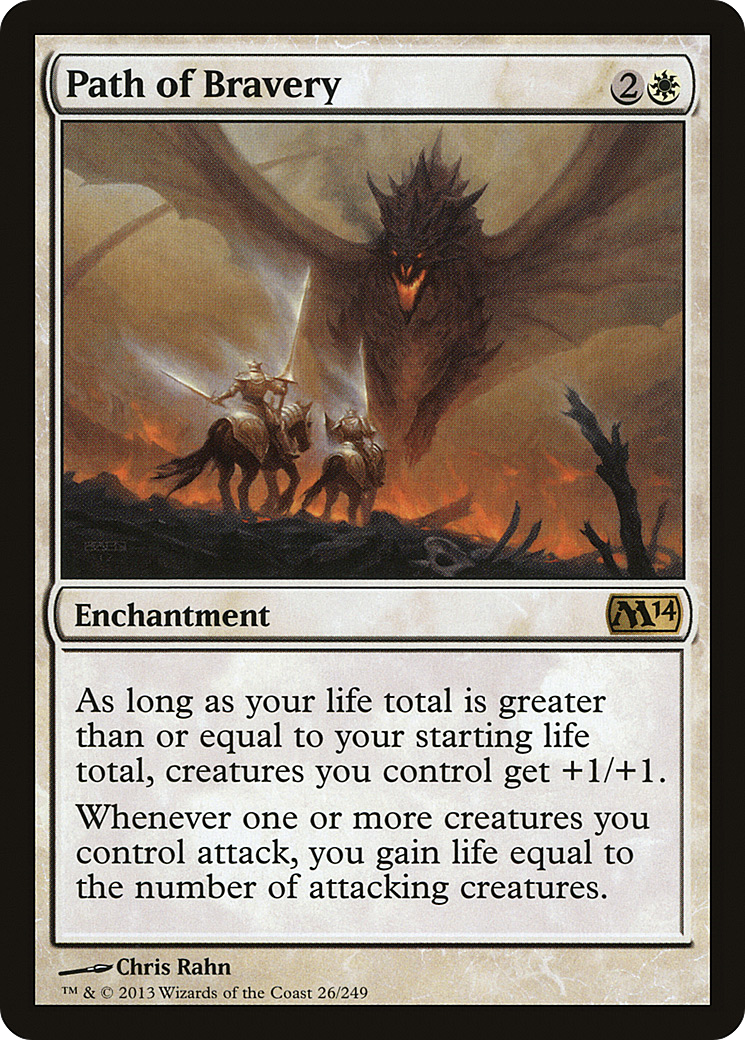 Path of Bravery 2
Enchantment M14
As long as your life total is greater
than or equal to your starting life
total, creatures you control get +1/+1.
Whenever one or more creatures you
control attack, you gain life equal to
the number of attacking creatures.
Chris Rahn
™ & © 2013 Wizards of the Coast 26/249